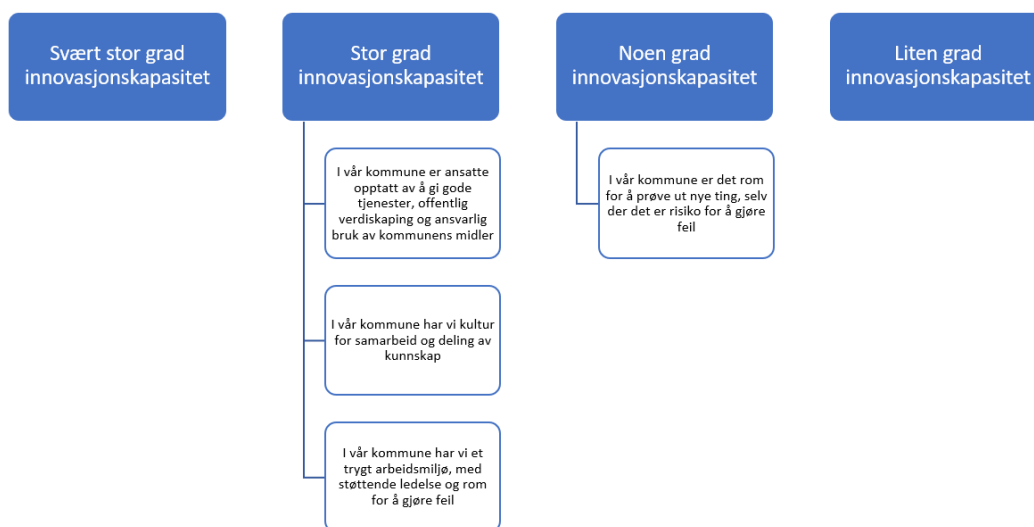 Svært stor grad
innovasjonskapasitet
Stor grad
innovasjonskapasitet
Noen grad
innovasjonskapasitet
Liten grad
innovasjonskapasitet
I vår kommune er ansatte
opptatt av å gi gode
tjenester, offentlig
verdiskaping og ansvarlig
bruk av kommunens midler
I vår kommune har vi kultur
for samarbeid og deling av
kunnskap
I vår kommune har vi et
trygt arbeidsmiljø, med
støttende ledelse og rom
for å gjøre feil
I vår kommune er det rom
for å prøve ut nye ting, selv
der det er risiko for å gjøre
feil